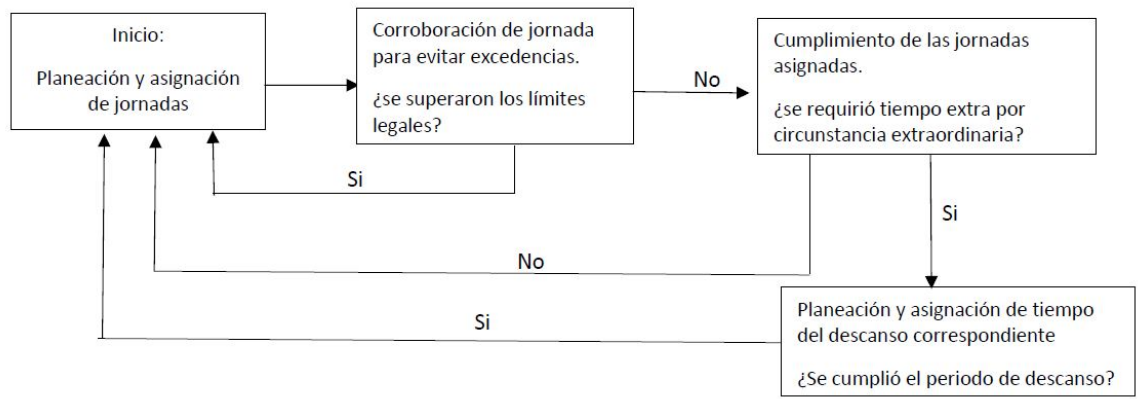 Inicio:
Planeación y asignación
de jornadas
Corroboración de jornada
para evitar excedencias.
¿se superaron los límites
legales?
No
Cumplimiento de las jornadas
asignadas.
¿se requirió tiempo extra por
circunstancia extraordinaria?
Si
Si
No
Planeación y asignación de tiempo
del descanso correspondiente
¿Se cumplió el periodo de descanso?
Si